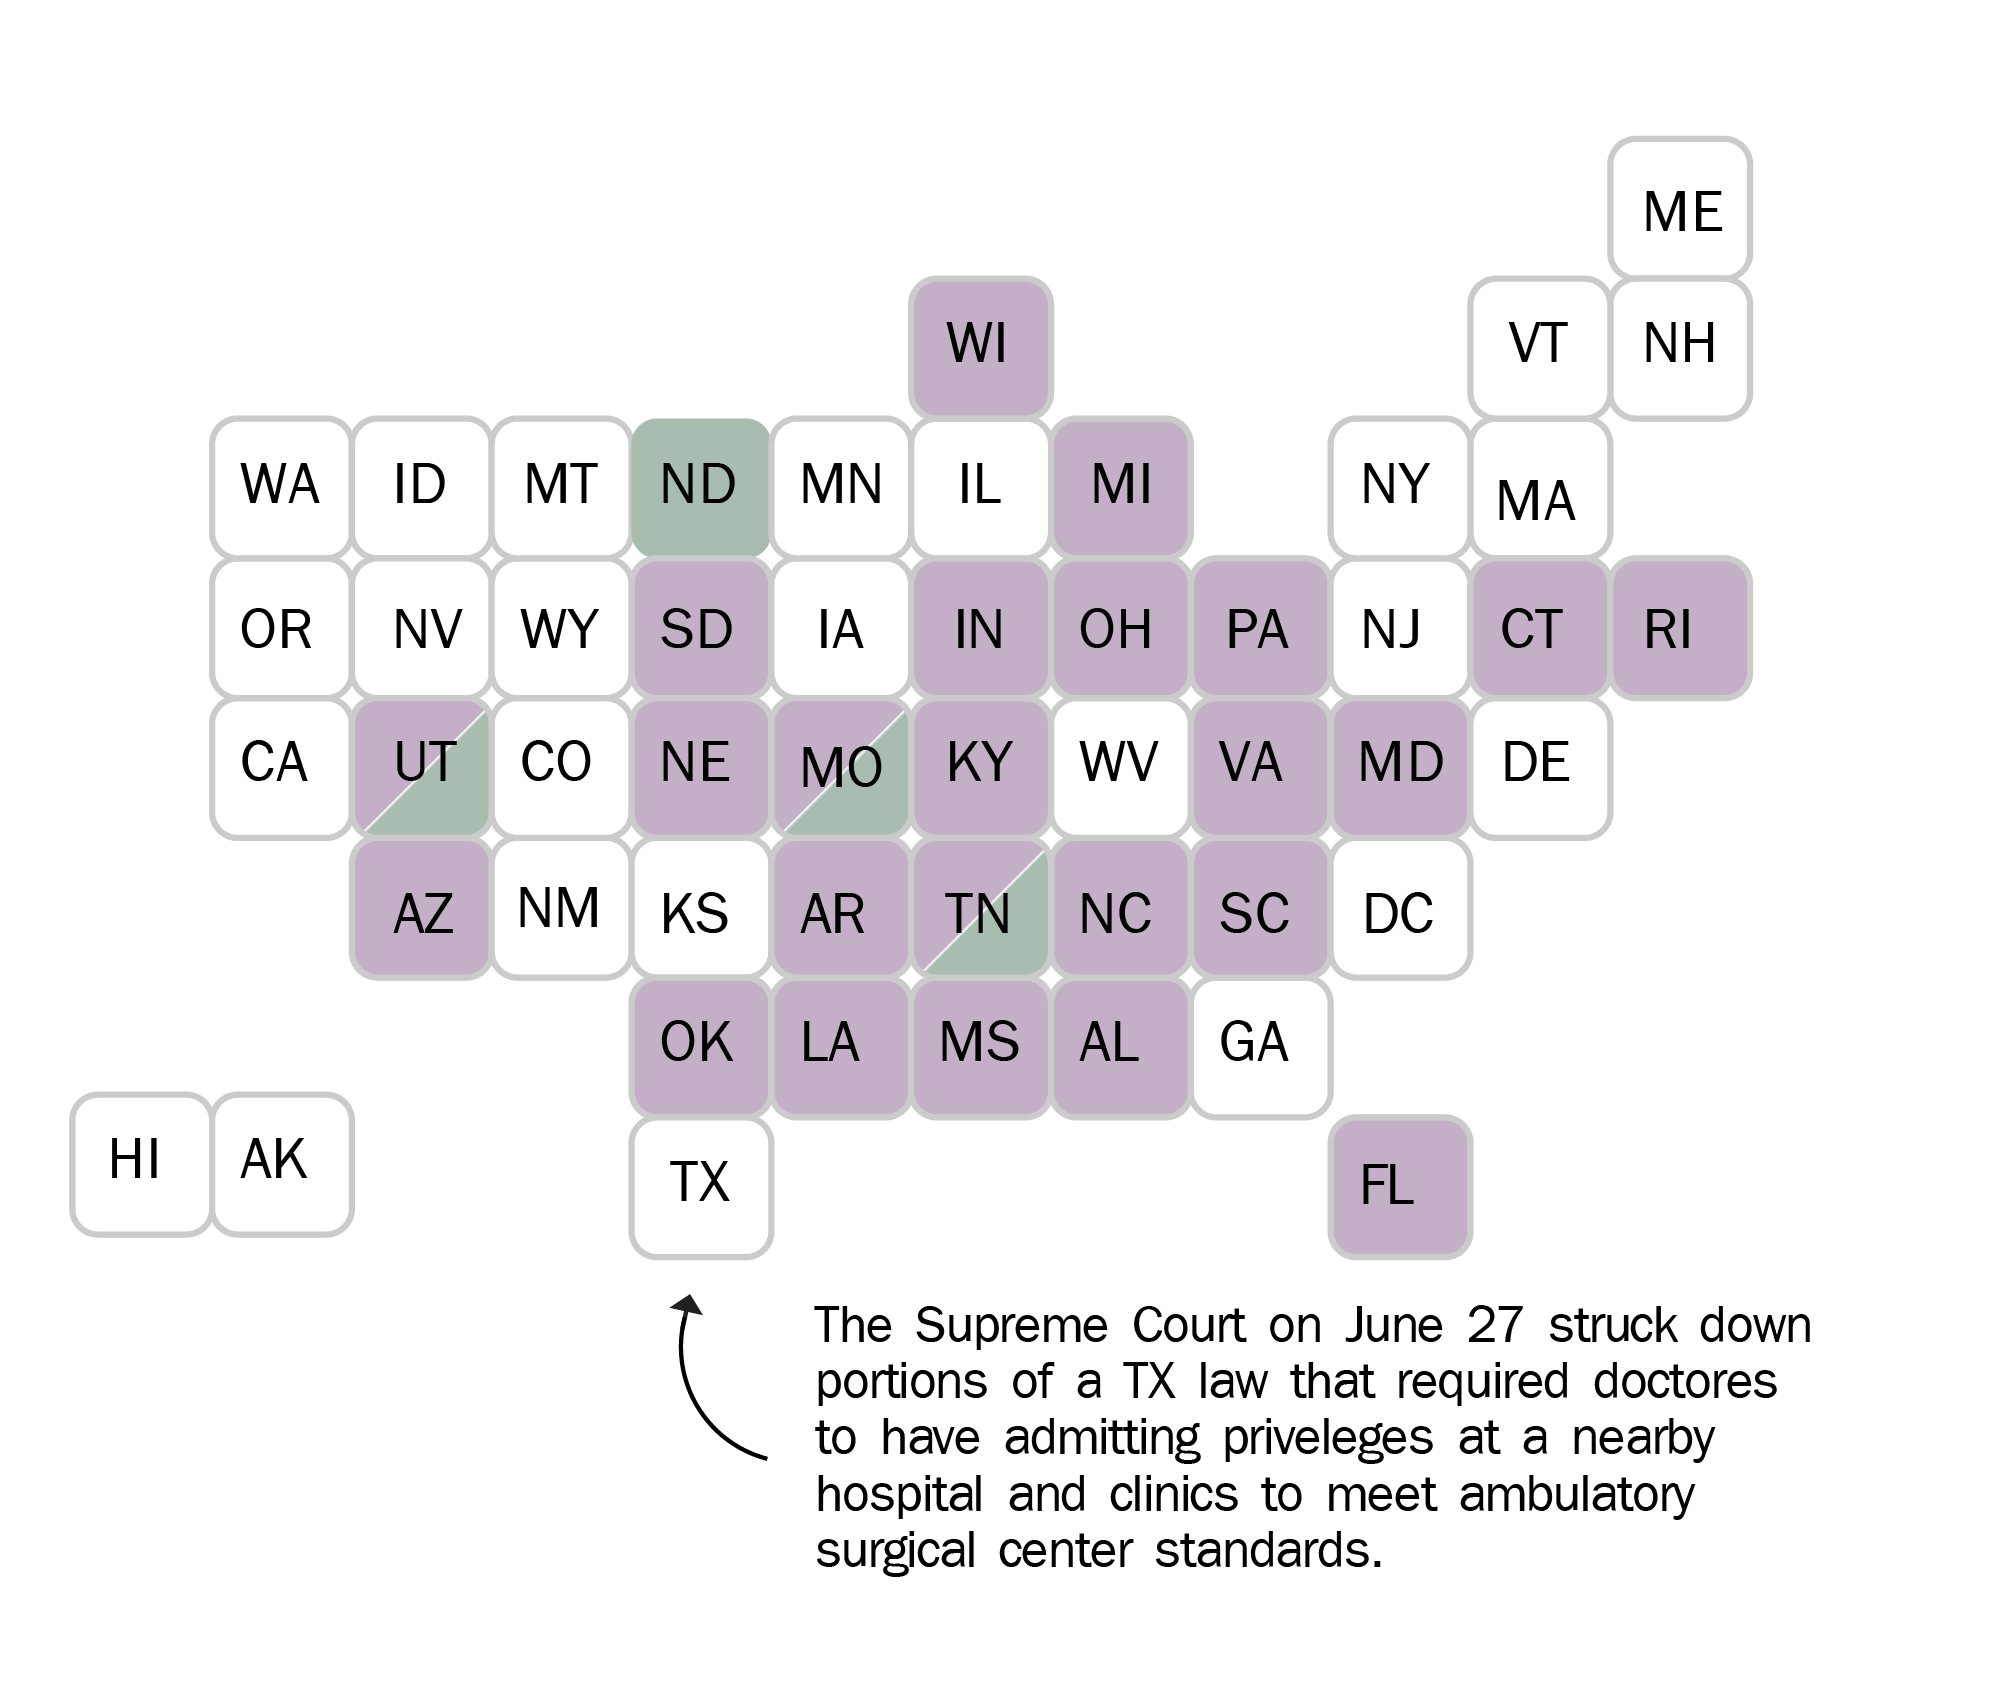 ME
WI VT NH
WA ID MT ND MN IL MI NY MA
OR NV WY SD IA IN OH PA NJ CT RI
CA UT CO NE MO KY WV VA MD DE
AZ NM KS AR TN NC SC DC
OK LA MS AL GA
HI AK TX FL
The Supreme Court on June 27 struck down
portions of a TX law that required doctores
to have admitting priveleges at a nearby
hospital and clinics to meet ambulatory
surgical center standards.